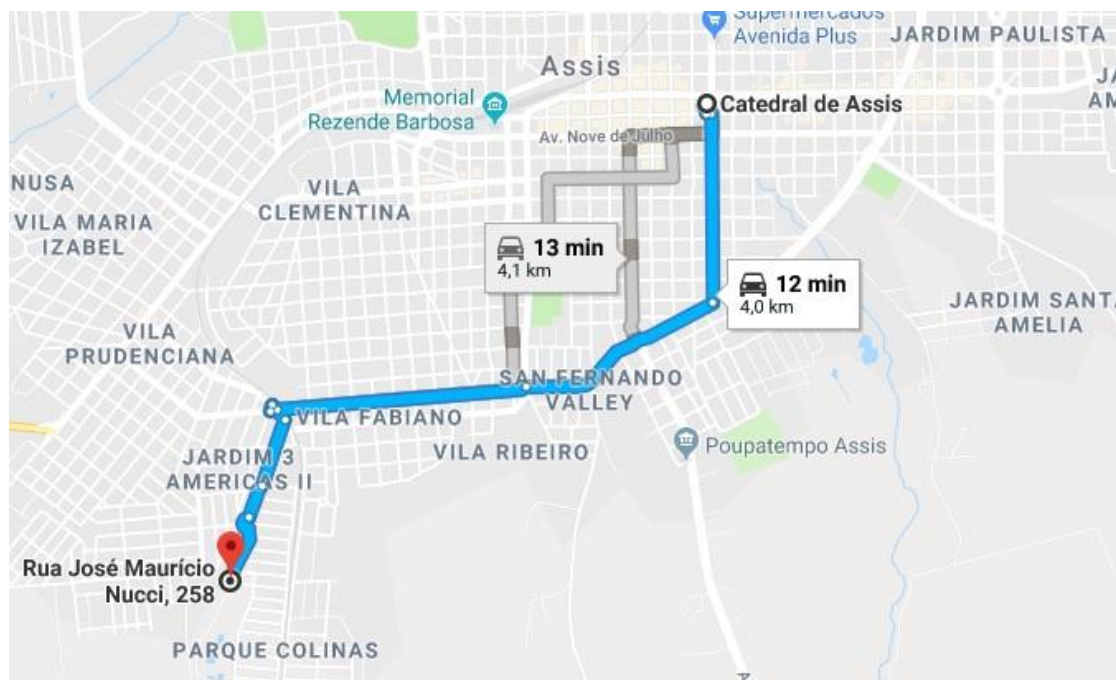 Supermercados
Avenida Plus
JARDIM PAULISTA
Assis
Memorial
Rezende Barbosa
Catedral de Assis
JA
AM
Av. Nove de Julho
NUSA
VILA
CLEMENTINA
VILA MARIA
IZABEL
13 min
4,1 km
12 min
4,0 km
JARDIM SANTA
AMELIA
VILA
PRUDENCIANA
SAN FERNANDO
VALLEY
VILA FABIANO
VILA RIBEIRO
Poupatempo Assis
JARDIM 3
AMERICAS II
Rua José Maurício
Nucci, 258
PARQUE COLINAS